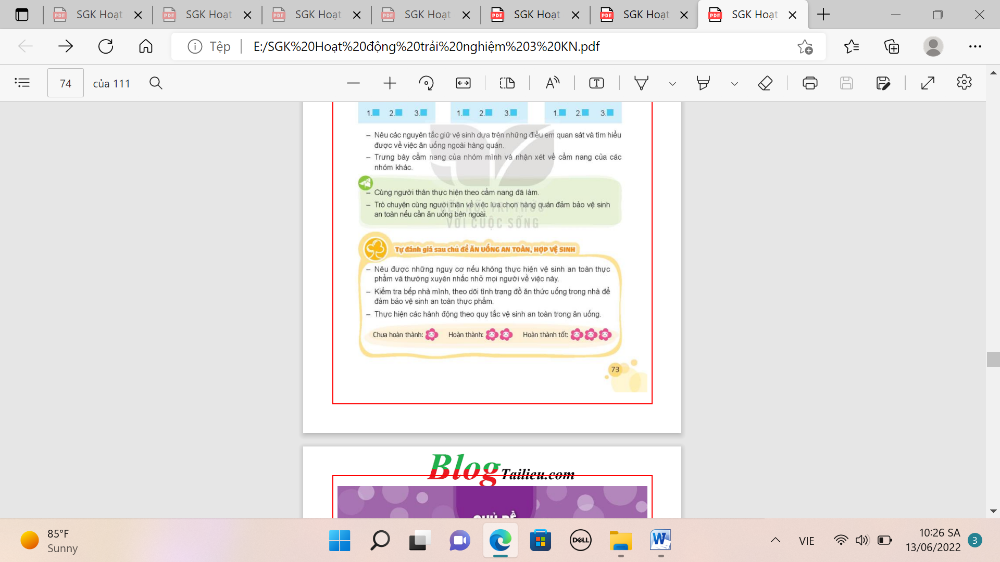 SGK Hoạt
SGK Hoạt
SGK Hoạt
SGK Hoạt
SGK Hoạt
SGK Hoạt
SGK Hoạt
Tệp
E:/SGK%20Hoạt%20động%20trải%20nghiệm%203%20KN.pdf
74 của 111
1. 2. 3. 1. 2. 3. 1. 2. 3.
– Nêu các nguyên tắc giữ vệ sinh dựa trên những điều em quan sát và tìm hiểu
được về việc ăn uống ngoài hàng quán.
– Trưng bày cẩm nang của nhóm mình và nhận xét về cẩm nang của các
nhóm khác.
– Cùng người thân thực hiện theo cẩm nang đã làm.
– Trò chuyện cùng người thân về việc lựa chọn hàng quán đảm bảo vệ sinh
an toàn nếu cần ăn uống bên ngoài.
KẾT NỐI TRI THỨC
VỚI CUỘC SỐNG
Tự đánh giá sau chủ đề ĂN UỐNG AN TOÀN, HỢP VỆ SINH
– Nêu được những nguy cơ nếu không thực hiện vệ sinh an toàn thực
phẩm và thường xuyên nhắc nhở mọi người về việc này.
– Kiểm tra bếp nhà mình, theo dõi tình trạng đồ ăn thức uống trong nhà để
đảm bảo vệ sinh an toàn thực phẩm.
– Thực hiện các hành động theo quy tắc vệ sinh an toàn trong ăn uống.
Chưa hoàn thành: Hoàn thành: Hoàn thành tốt:
73
Blog Tailieu.com
CHỦ ĐỀ
85°F
Sunny
VIE
10:26 SA
13/06/2022
3